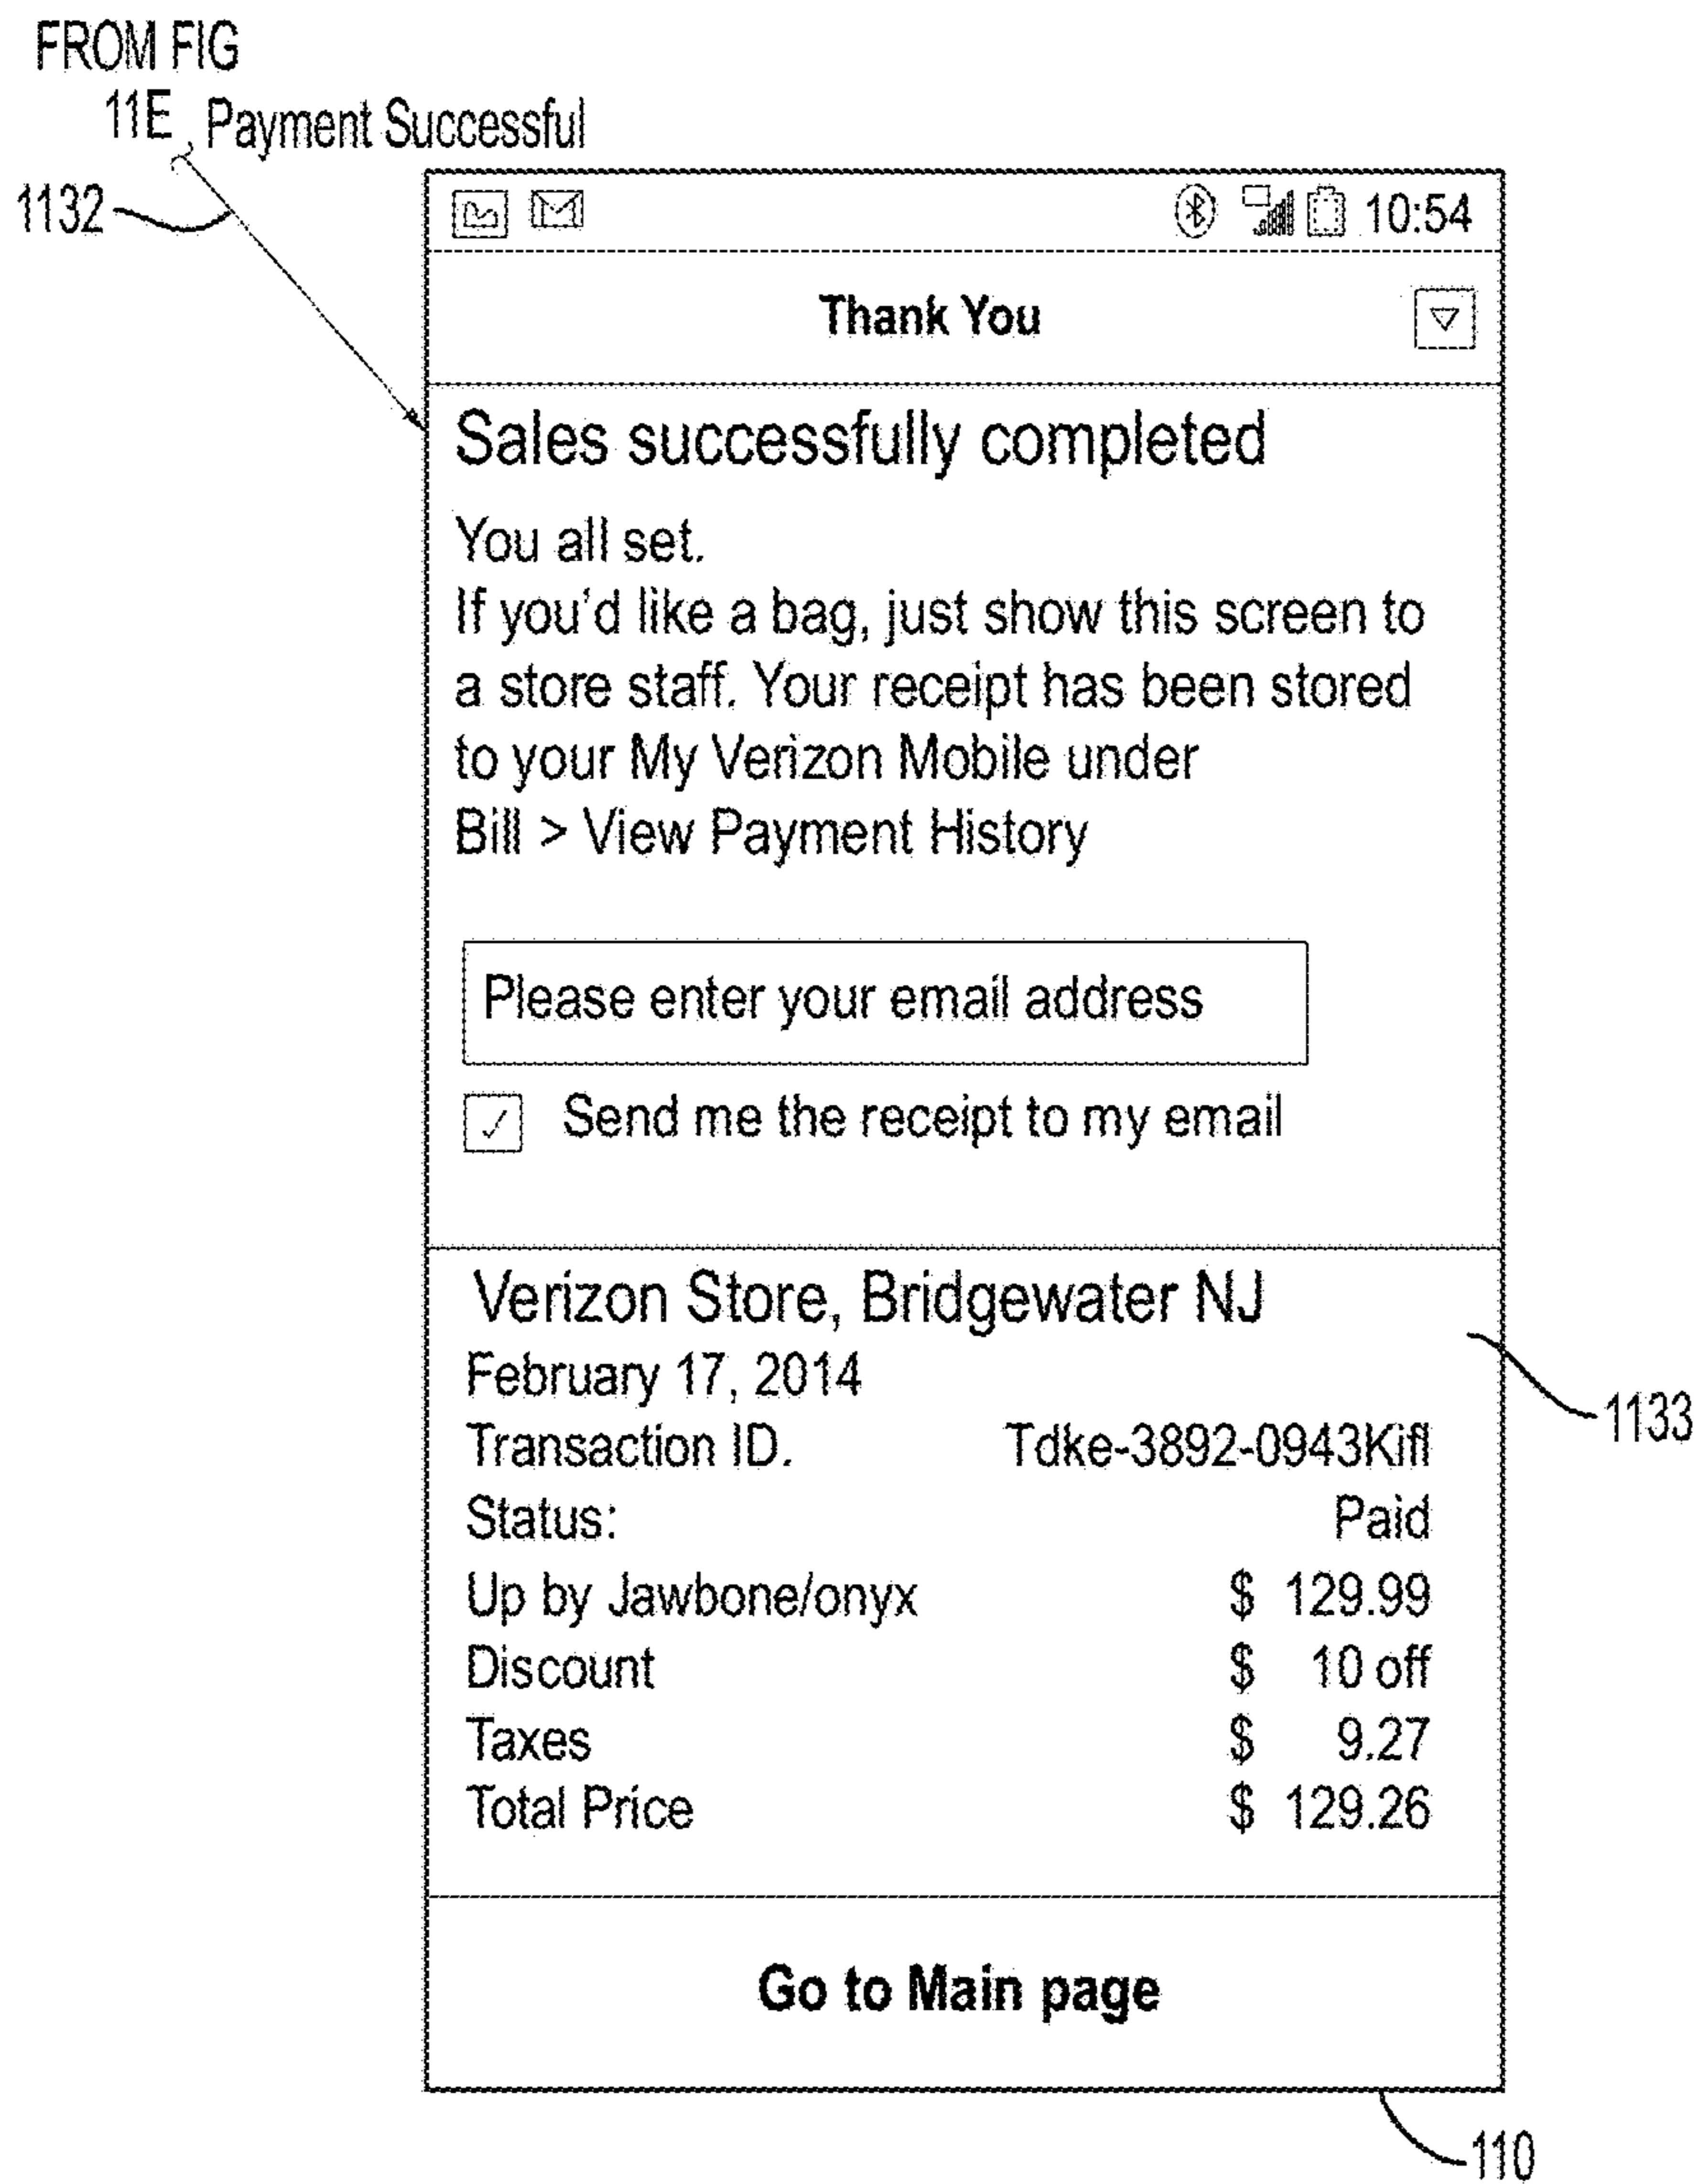 FROM FIG
11E Payment Successful
1132
10:54
Thank You
Sales successfully completed
You all set.
If you'd like a bag, just show this screen to
a store staff. Your receipt has been stored
to your My Verizon Mobile under
Bill > View Payment History
Please enter your email address
Send me the receipt to my email
Verizon Store, Bridgewater NJ
February 17, 2014
1133
Transaction ID. Tdke-3892-0943Kifl
Status: Paid
Up by Jawbone/onyx $ 129.99
Discount $ 10 off
Taxes $ 9.27
Total Price $ 129.26
Go to Main page
110